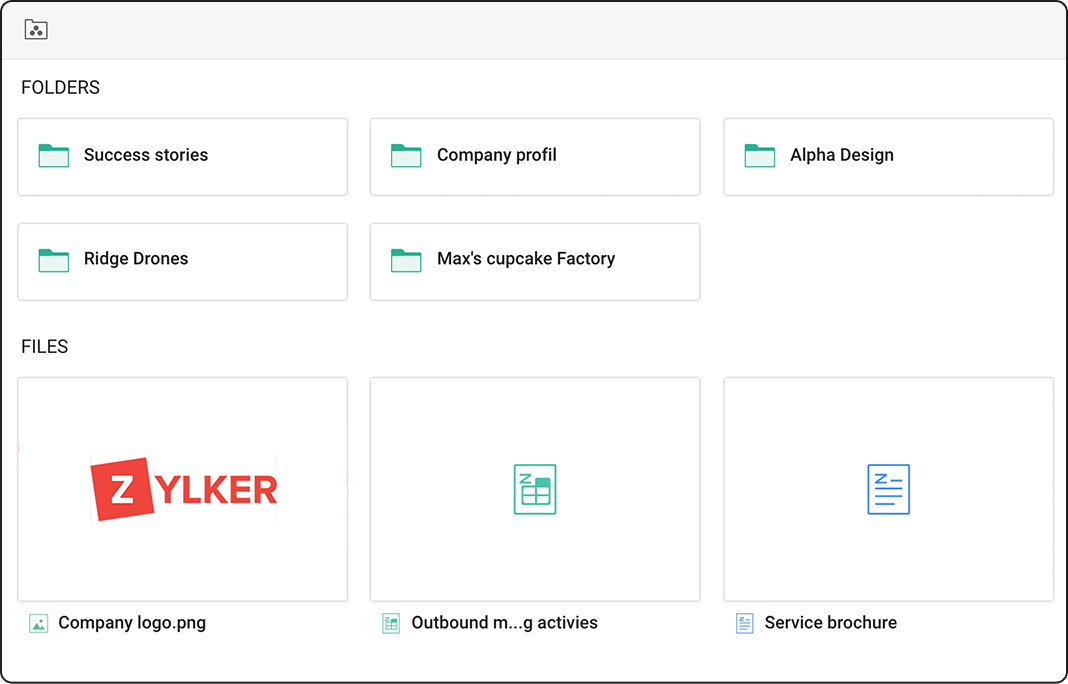 FOLDERS
Success stories
Company profil
Alpha Design
Ridge Drones
Max's cupcake Factory
FILES
ZYLKER
Z
Z
Company logo.png
Outbound m...g activies
Service brochure